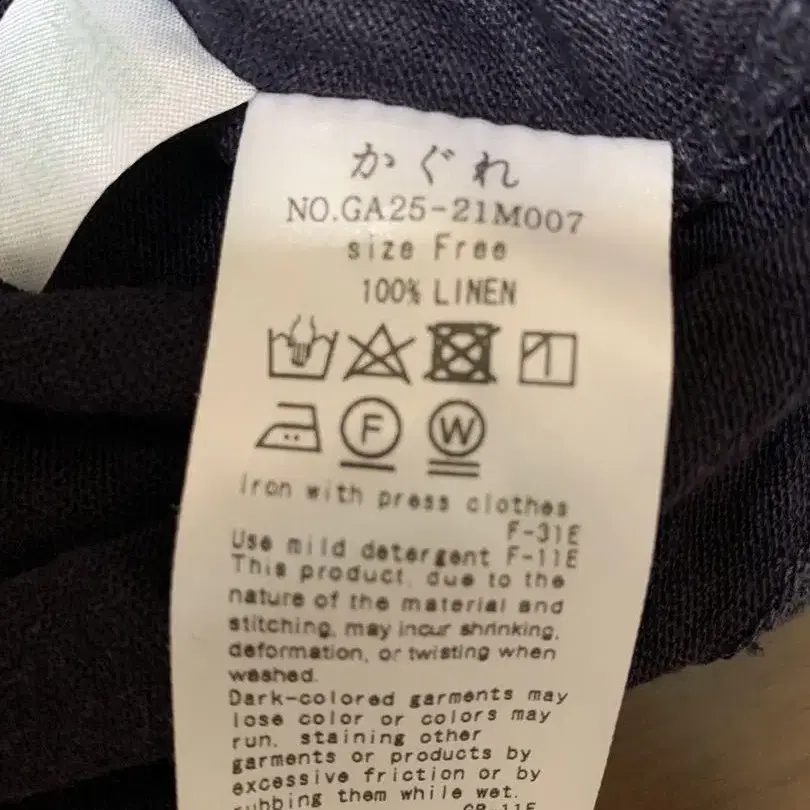 かぐれ
NO.GA25-21M007
size Free
100% LINEN
F W
Iron with press clothes
F-31E
Use mild detergent F-11E
This product, due to the
nature of the material and
stitching, may incur shrinking,
deformation, or twisting when
washed.
Dark-colored garments may
lose color or colors may
run, staining other
garments or products by
excessive friction or by
rubbing them while wet.